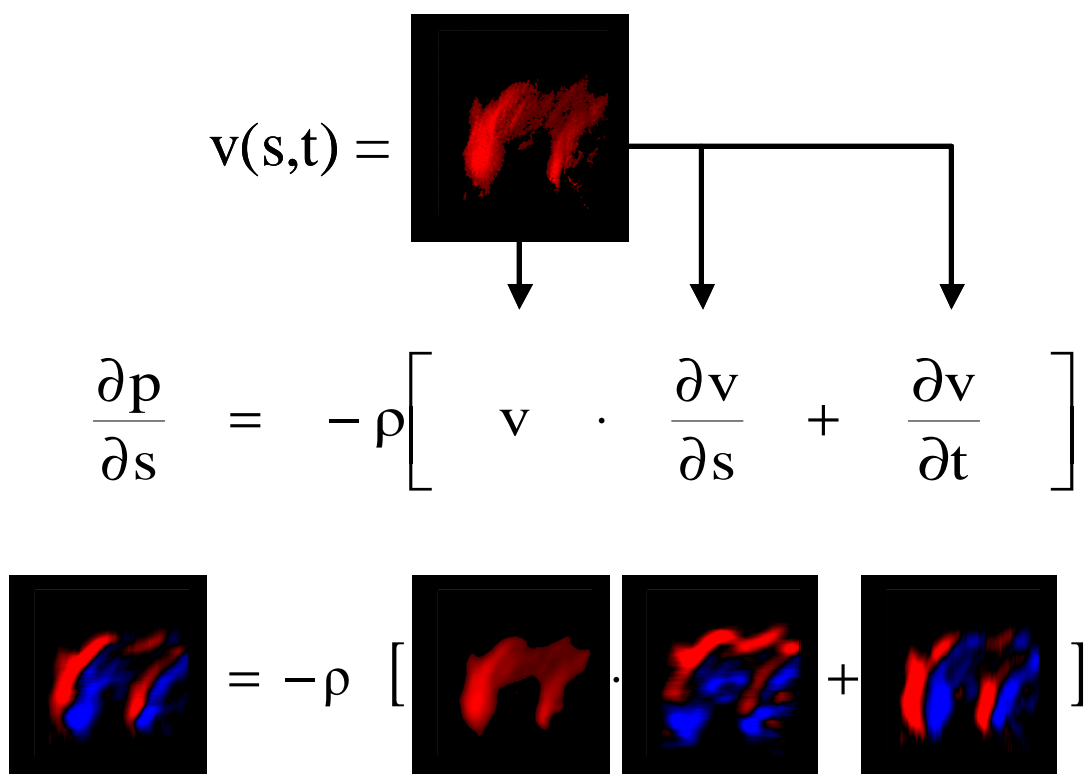 v(s,t) =
∂p/∂s = −ρ[ v · ∂v/∂s + ∂v/∂t ]
= −ρ [ · + ]